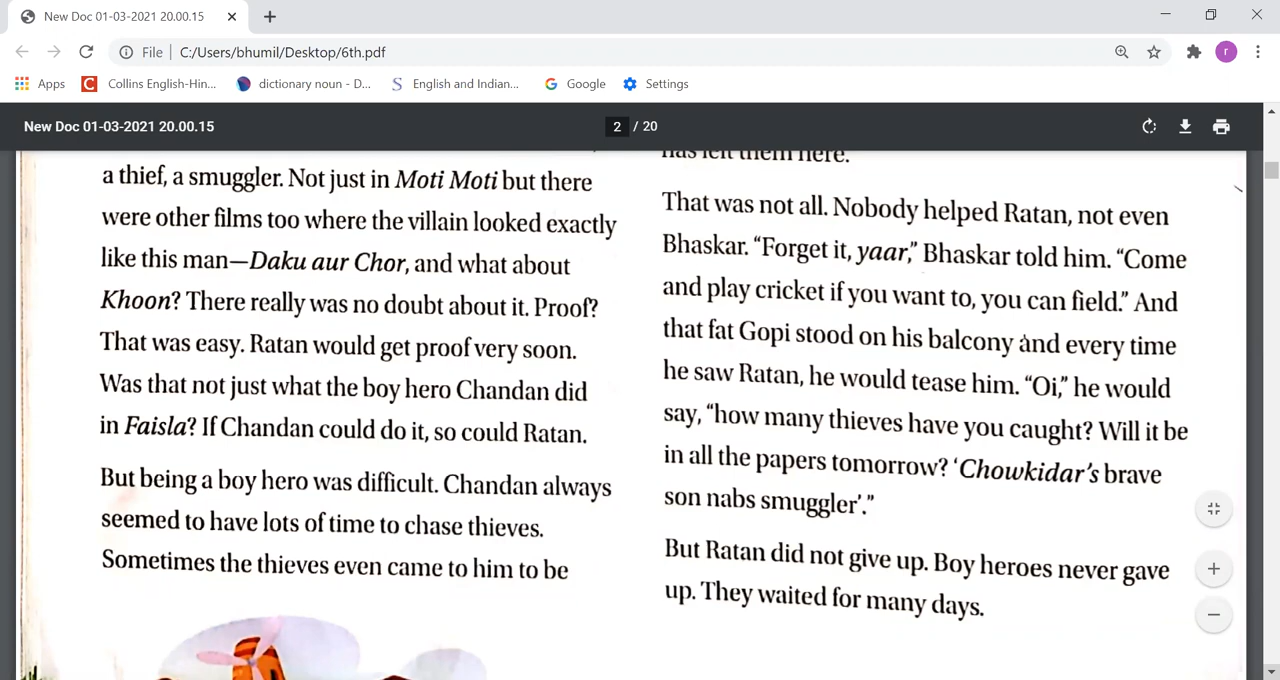 New Doc 01-03-2021 20.00.15
File
C:/Users/bhumil/Desktop/6th.pdf
r
Apps
Collins English-Hin...
dictionary noun - D...
English and Indian...
Google
Settings
New Doc 01-03-2021 20.00.15
2 / 20
a thief, a smuggler. Not just in Moti Moti but there
were other films too where the villain looked exactly
like this man—Daku aur Chor, and what about
Khoon? There really was no doubt about it. Proof?
That was easy. Ratan would get proof very soon.
Was that not just what the boy hero Chandan did
in Faisla? If Chandan could do it, so could Ratan.
But being a boy hero was difficult. Chandan always
seemed to have lots of time to chase thieves.
Sometimes the thieves even came to him to be
has left them here.
That was not all. Nobody helped Ratan, not even
Bhaskar. “Forget it, yaar,” Bhaskar told him. “Come
and play cricket if you want to, you can field.” And
that fat Gopi stood on his balcony and every time
he saw Ratan, he would tease him. “Oi,” he would
say, “how many thieves have you caught? Will it be
in all the papers tomorrow? ‘Chowkidar’s brave
son nabs smuggler’.”
But Ratan did not give up. Boy heroes never gave
up. They waited for many days.